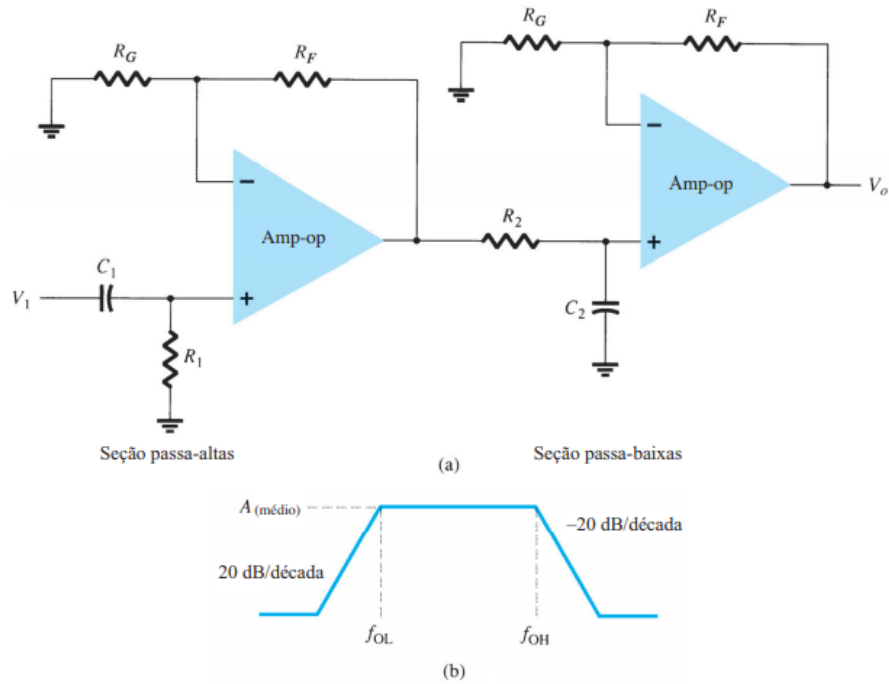 R_G
R_F
R_G
R_F
Amp-op
Amp-op
V_o
R_2
C_1
V_1
C_2
R_1
Seção passa-altas
Seção passa-baixas
(a)
A (médio)
–20 dB/década
20 dB/década
f_OL
f_OH
(b)